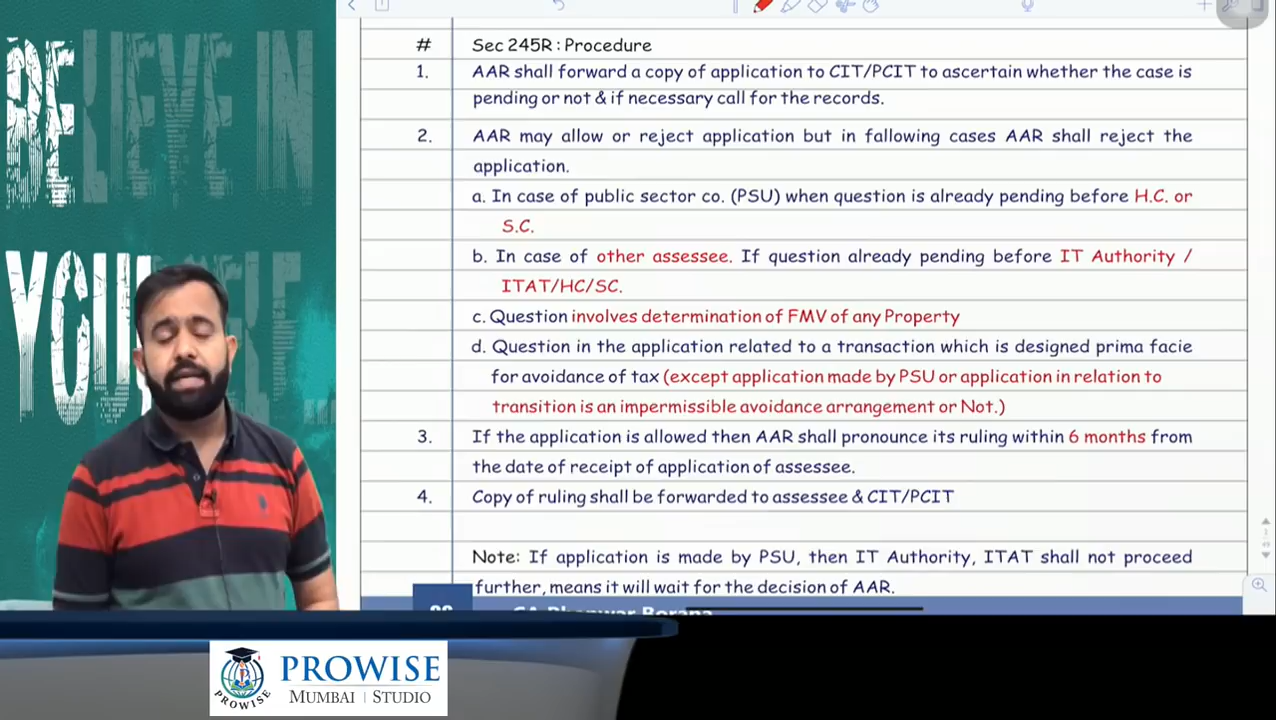 BELIEVE IN
YOURSELF...
# Sec 245R : Procedure
1. AAR shall forward a copy of application to CIT/PCIT to ascertain whether the case is
pending or not & if necessary call for the records.
2. AAR may allow or reject application but in fallowing cases AAR shall reject the
application.
a. In case of public sector co. (PSU) when question is already pending before H.C. or
S.C.
b. In case of other assessee. If question already pending before IT Authority /
ITAT/HC/SC.
c. Question involves determination of FMV of any Property
d. Question in the application related to a transaction which is designed prima facie
for avoidance of tax (except application made by PSU or application in relation to
transition is an impermissible avoidance arrangement or Not.)
3. If the application is allowed then AAR shall pronounce its ruling within 6 months from
the date of receipt of application of assessee.
4. Copy of ruling shall be forwarded to assessee & CIT/PCIT
Note: If application is made by PSU, then IT Authority, ITAT shall not proceed
further, means it will wait for the decision of AAR.
CA Bhanwar Borana
PROWISE
PROWISE
MUMBAI | STUDIO